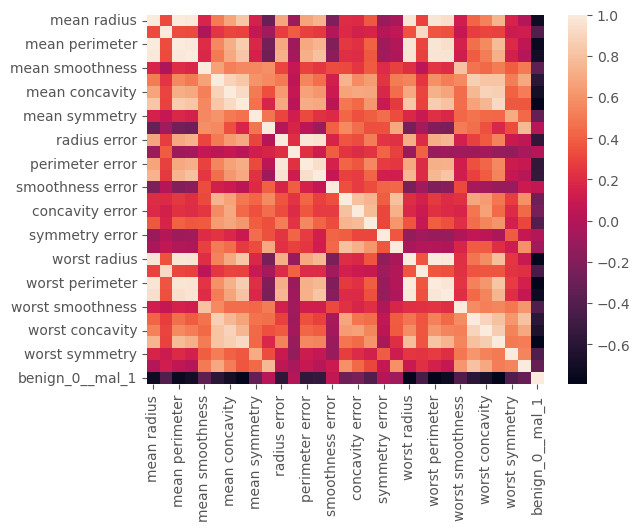 mean radius
mean perimeter
mean smoothness
mean concavity
mean symmetry
radius error
perimeter error
smoothness error
concavity error
symmetry error
worst radius
worst perimeter
worst smoothness
worst concavity
worst symmetry
benign_0__mal_1
mean radius
mean perimeter
mean smoothness
mean concavity
mean symmetry
radius error
perimeter error
smoothness error
concavity error
symmetry error
worst radius
worst perimeter
worst smoothness
worst concavity
worst symmetry
benign_0__mal_1
1.0
0.8
0.6
0.4
0.2
0.0
−0.2
−0.4
−0.6